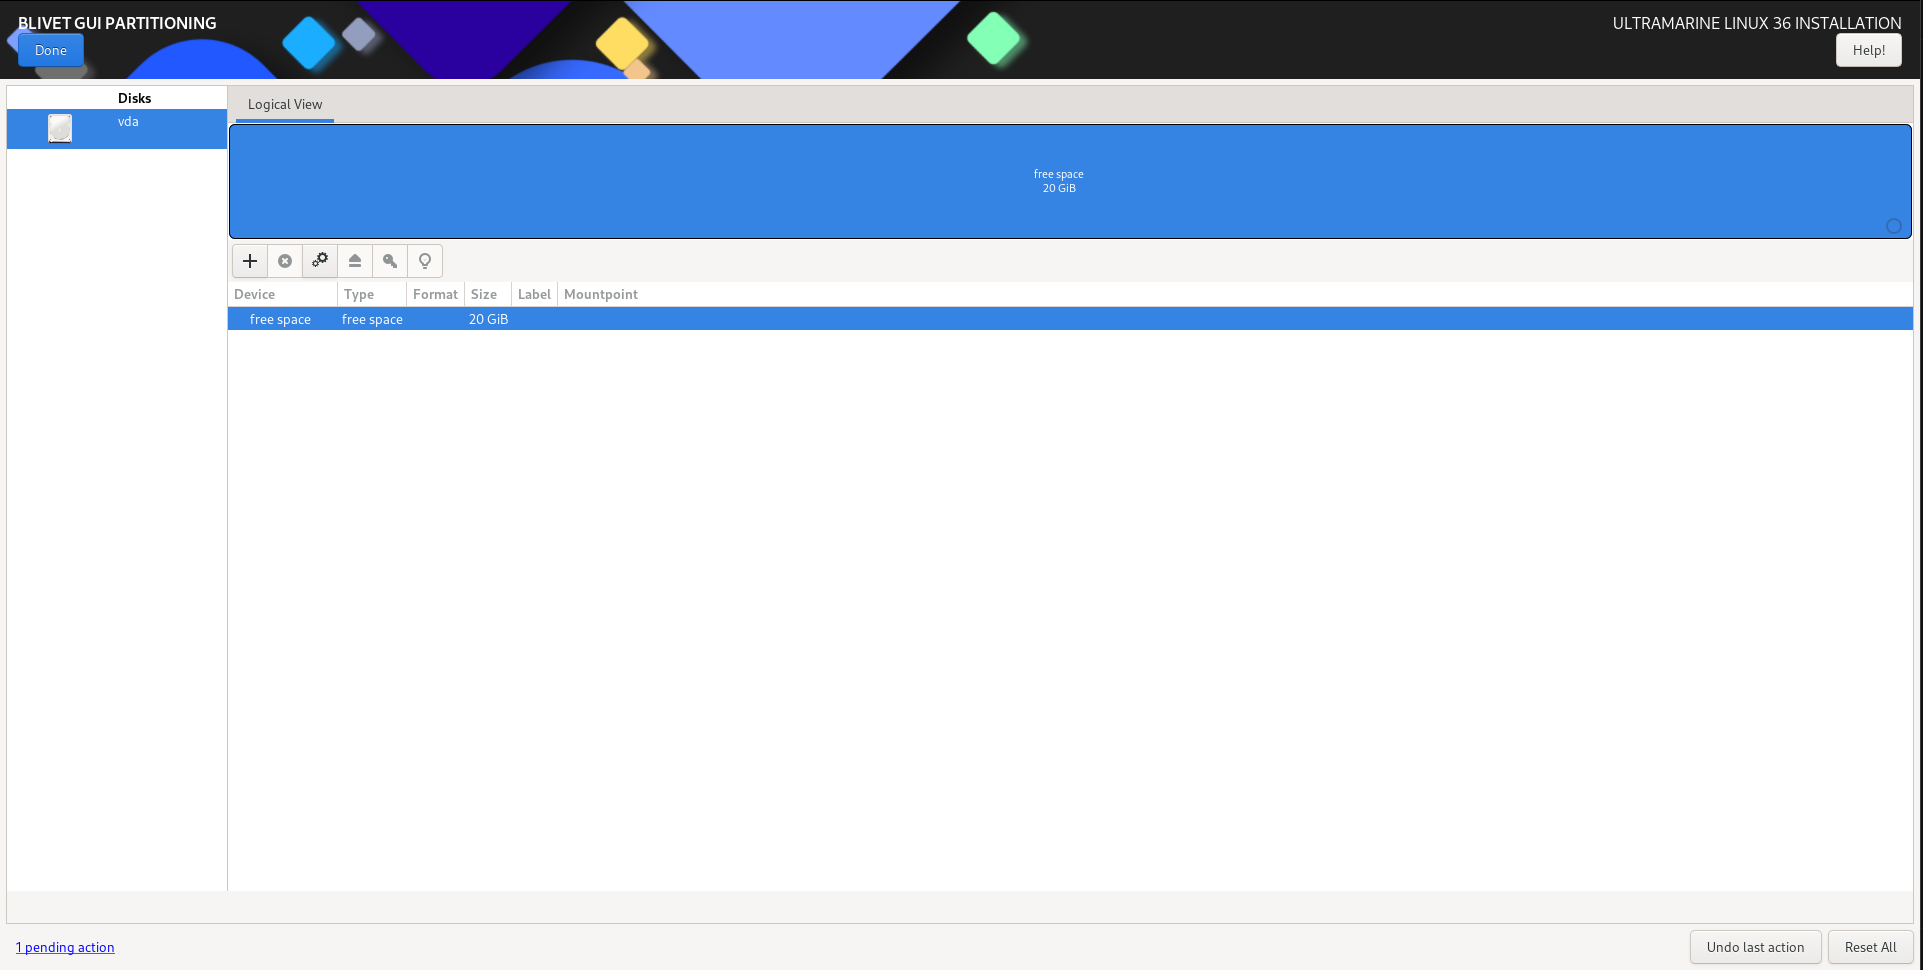 BLIVET GUI PARTITIONING
ULTRAMARINE LINUX 36 INSTALLATION
Done
Help!
Disks
vda
Logical View
free space
20 GiB
Device Type Format Size Label Mountpoint
free space free space 20 GiB
1 pending action
Undo last action
Reset All